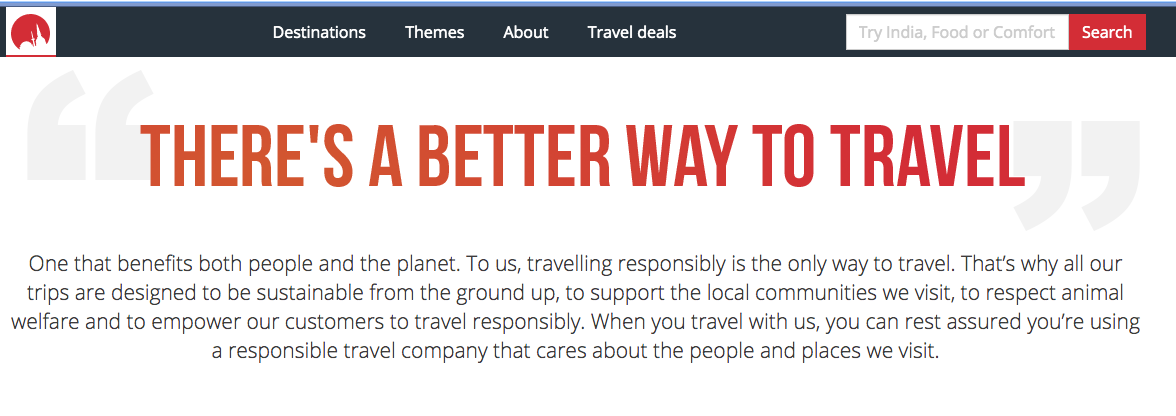 Destinations Themes About Travel deals Try India, Food or Comfort Search
“THERE'S A BETTER WAY TO TRAVEL”
One that benefits both people and the planet. To us, travelling responsibly is the only way to travel. That’s why all our
trips are designed to be sustainable from the ground up, to support the local communities we visit, to respect animal
welfare and to empower our customers to travel responsibly. When you travel with us, you can rest assured you’re using
a responsible travel company that cares about the people and places we visit.